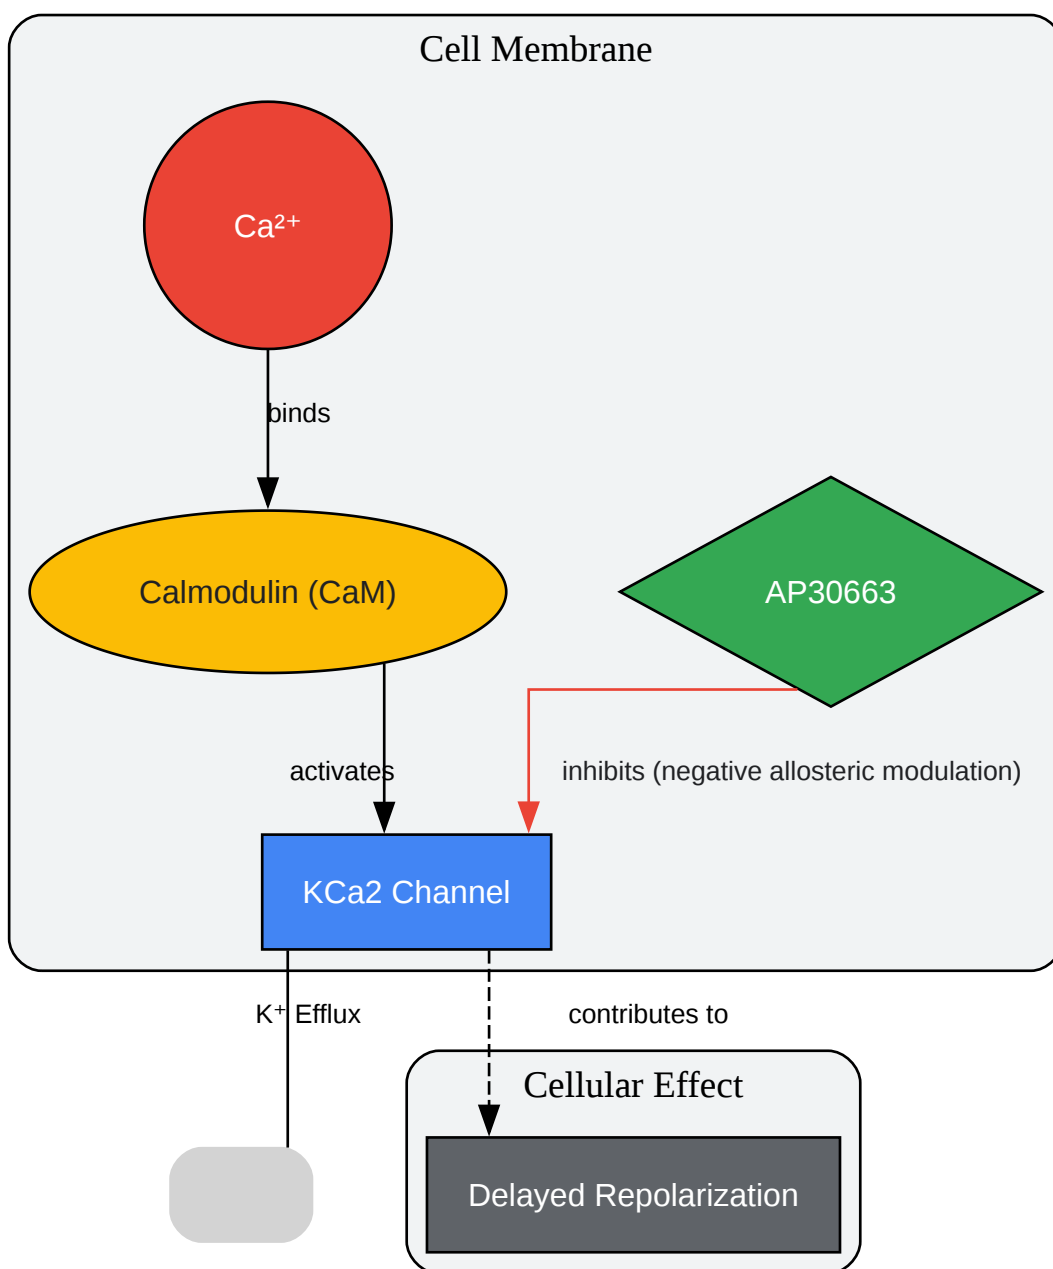 Cell Membrane
Ca²⁺
binds
Calmodulin (CaM)
AP30663
activates
inhibits (negative allosteric modulation)
KCa2 Channel
K⁺ Efflux
contributes to
Cellular Effect
Delayed Repolarization